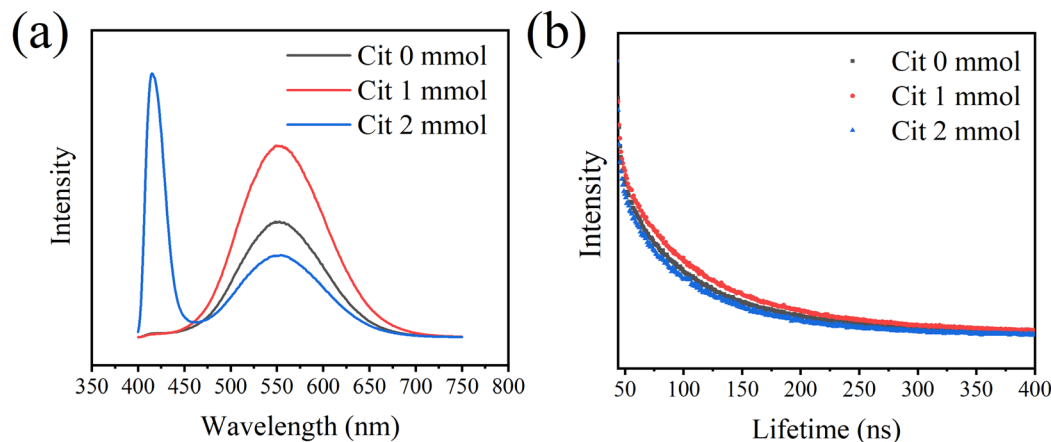 (a)
Cit 0 mmol
Cit 1 mmol
Cit 2 mmol
Intensity
350 400 450 500 550 600 650 700 750 800
Wavelength (nm)
(b)
Cit 0 mmol
Cit 1 mmol
Cit 2 mmol
Intensity
50 100 150 200 250 300 350 400
Lifetime (ns)